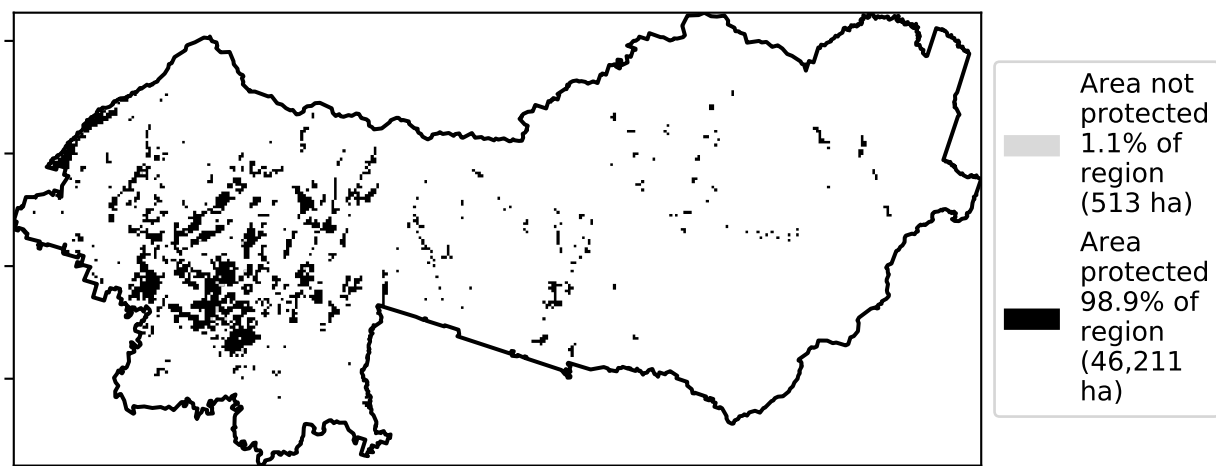 Area not
protected
1.1% of
region
(513 ha)
Area
protected
98.9% of
region
(46,211
ha)